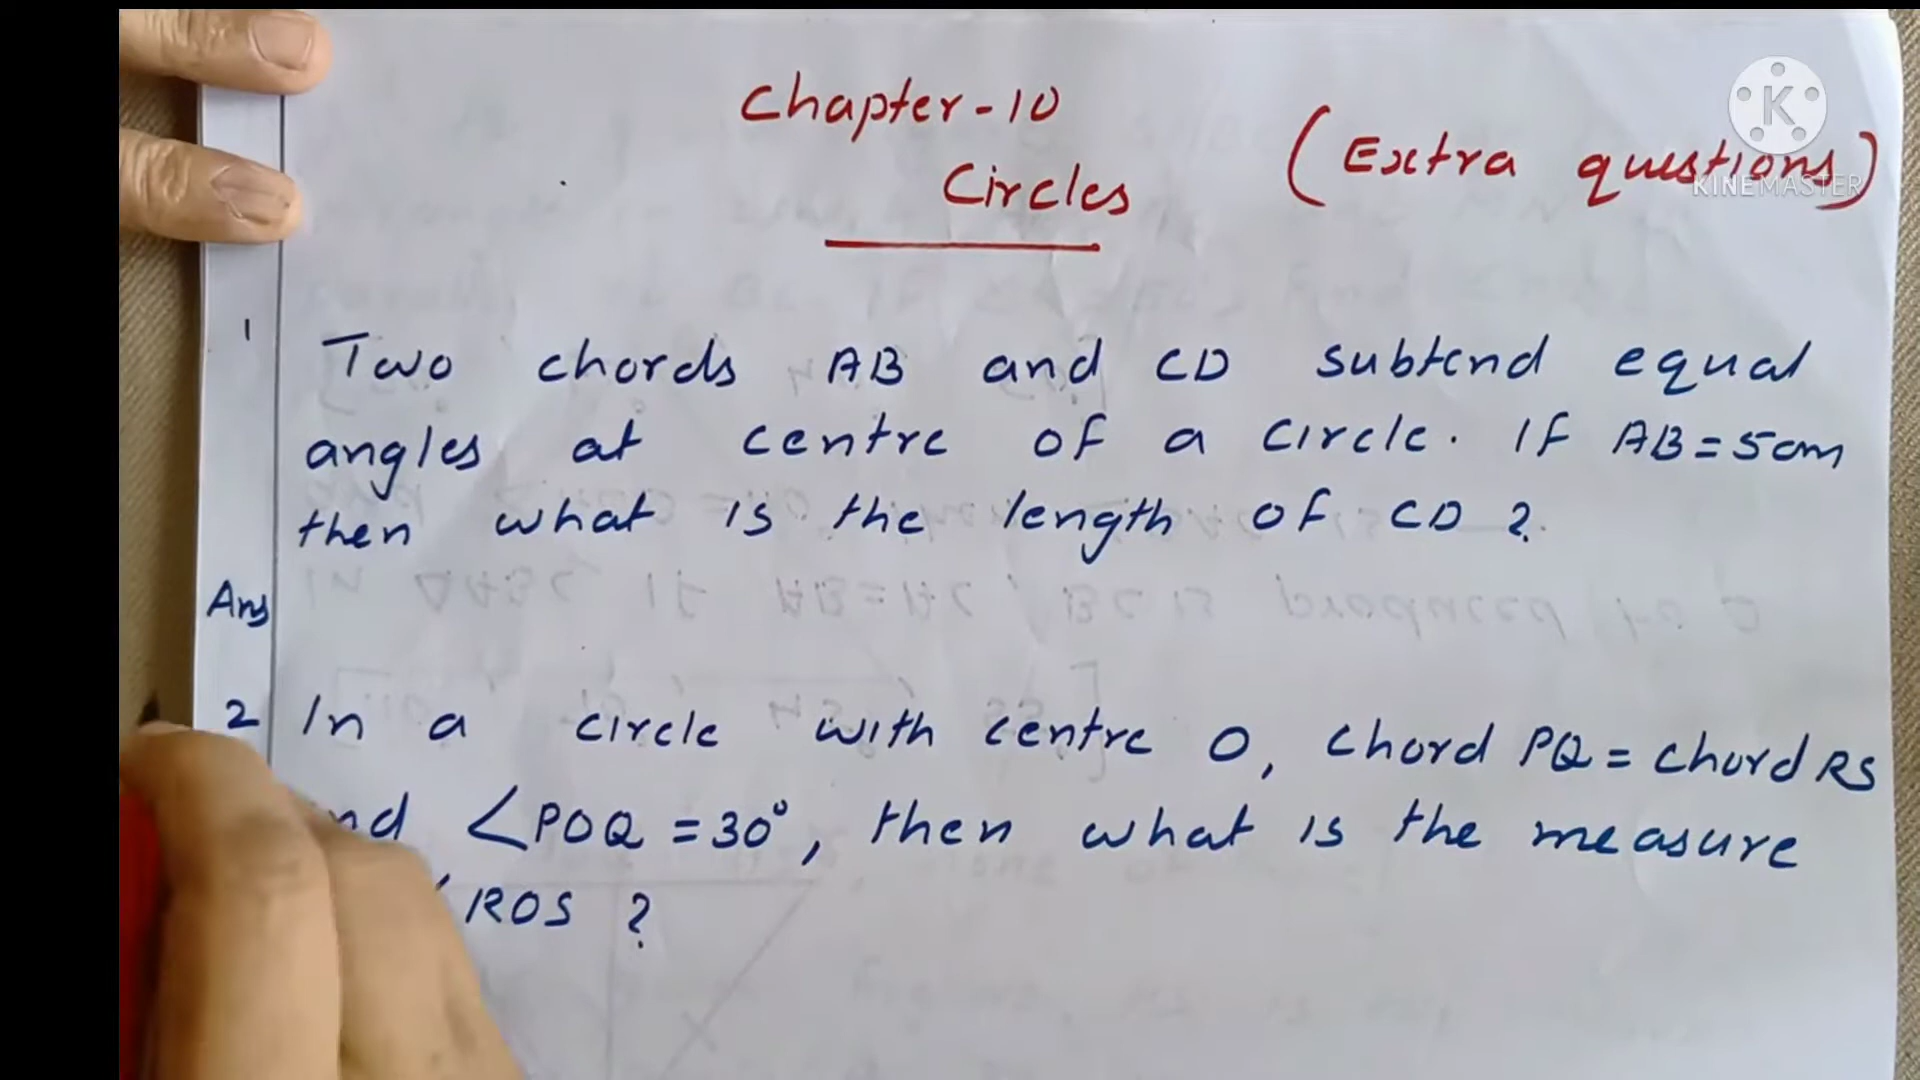 Chapter-10
Circles
(Extra questions)
K
KINEMASTER
1
Two chords AB and CD subtend equal
angles at centre of a circle. If AB=5cm
then what is the length of CD ?
Ans
2 In a circle with centre O, chord PQ = chord RS
∠POQ = 30°, then what is the measure
ROS ?